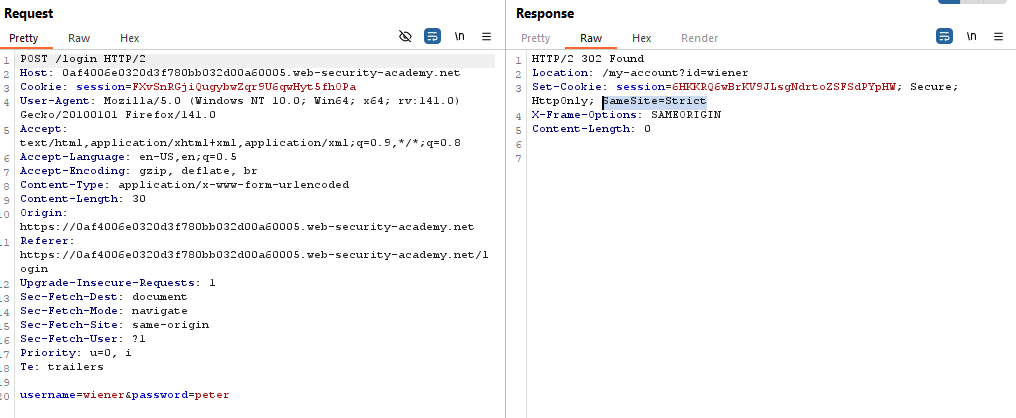 Request
Pretty Raw Hex \n
1 POST /login HTTP/2
2 Host: 0af4006e0320d3f780bb032d00a60005.web-security-academy.net
3 Cookie: session=FXvSnRGjiQugybwZqr9U6qwHyt5fh0Pa
4 User-Agent: Mozilla/5.0 (Windows NT 10.0; Win64; x64; rv:141.0)
Gecko/20100101 Firefox/141.0
5 Accept:
text/html,application/xhtml+xml,application/xml;q=0.9,*/*;q=0.8
6 Accept-Language: en-US,en;q=0.5
7 Accept-Encoding: gzip, deflate, br
8 Content-Type: application/x-www-form-urlencoded
9 Content-Length: 30
10 Origin:
https://0af4006e0320d3f780bb032d00a60005.web-security-academy.net
11 Referer:
https://0af4006e0320d3f780bb032d00a60005.web-security-academy.net/l
ogin
12 Upgrade-Insecure-Requests: 1
13 Sec-Fetch-Dest: document
14 Sec-Fetch-Mode: navigate
15 Sec-Fetch-Site: same-origin
16 Sec-Fetch-User: ?1
17 Priority: u=0, i
18 Te: trailers
19
20 username=wiener&password=peter
Response
Pretty Raw Hex Render \n
1 HTTP/2 302 Found
2 Location: /my-account?id=wiener
3 Set-Cookie: session=6HKKRQ6wBrKV9JLsgNdrtoZSFSdPYpHW; Secure;
HttpOnly; SameSite=Strict
4 X-Frame-Options: SAMEORIGIN
5 Content-Length: 0
6
7